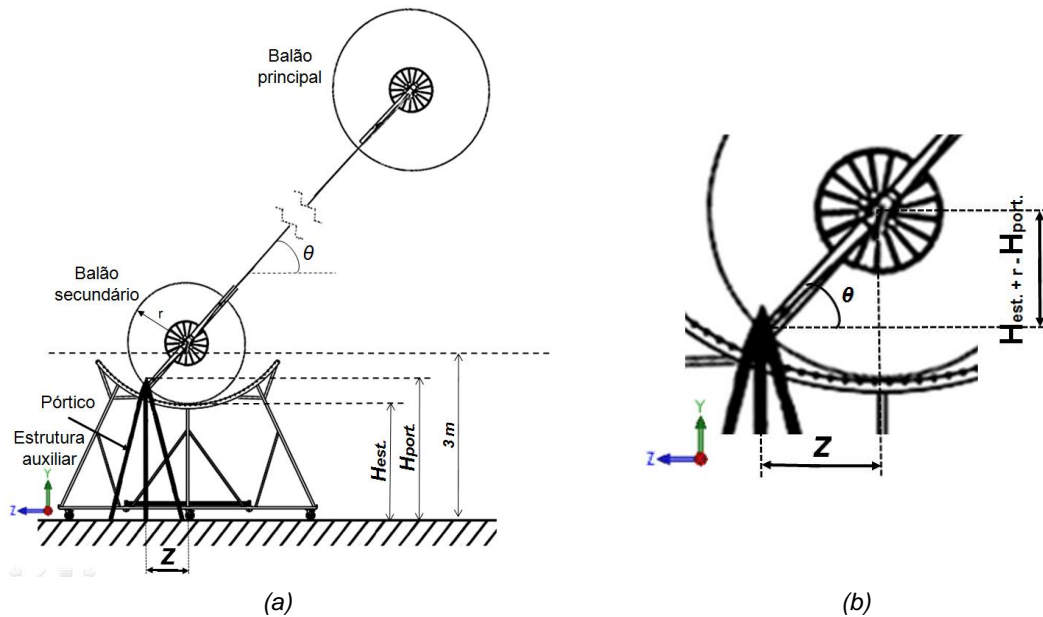 Balão
principal
θ
Balão
secundário
r
Pórtico
Estrutura
auxiliar
Hest.
Hport.
3 m
Y
Z
Z
(a)
θ
Hest. + r - Hport.
Y
Z
Z
(b)